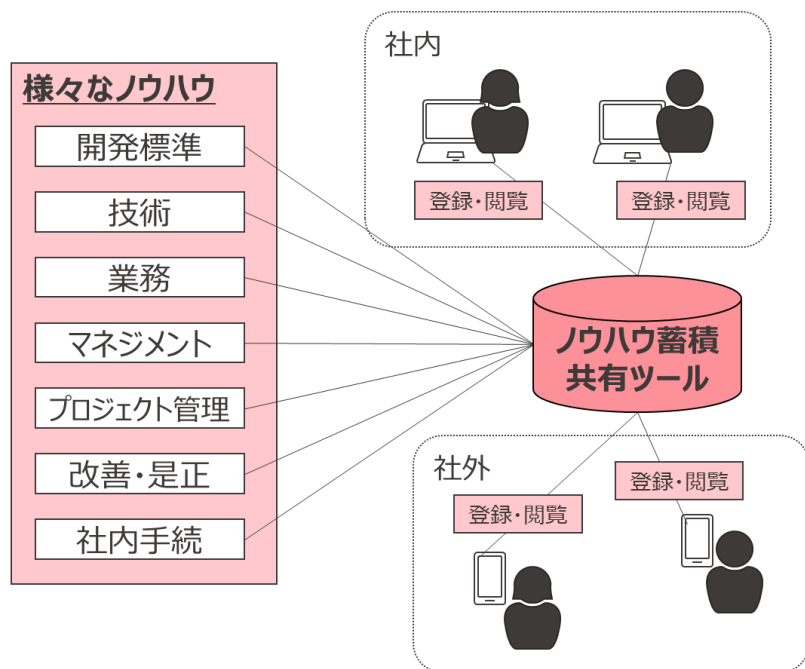 様々なノウハウ
開発標準
技術
業務
マネジメント
プロジェクト管理
改善・是正
社内手続
社内
登録・閲覧
登録・閲覧
ノウハウ蓄積
共有ツール
社外
登録・閲覧
登録・閲覧